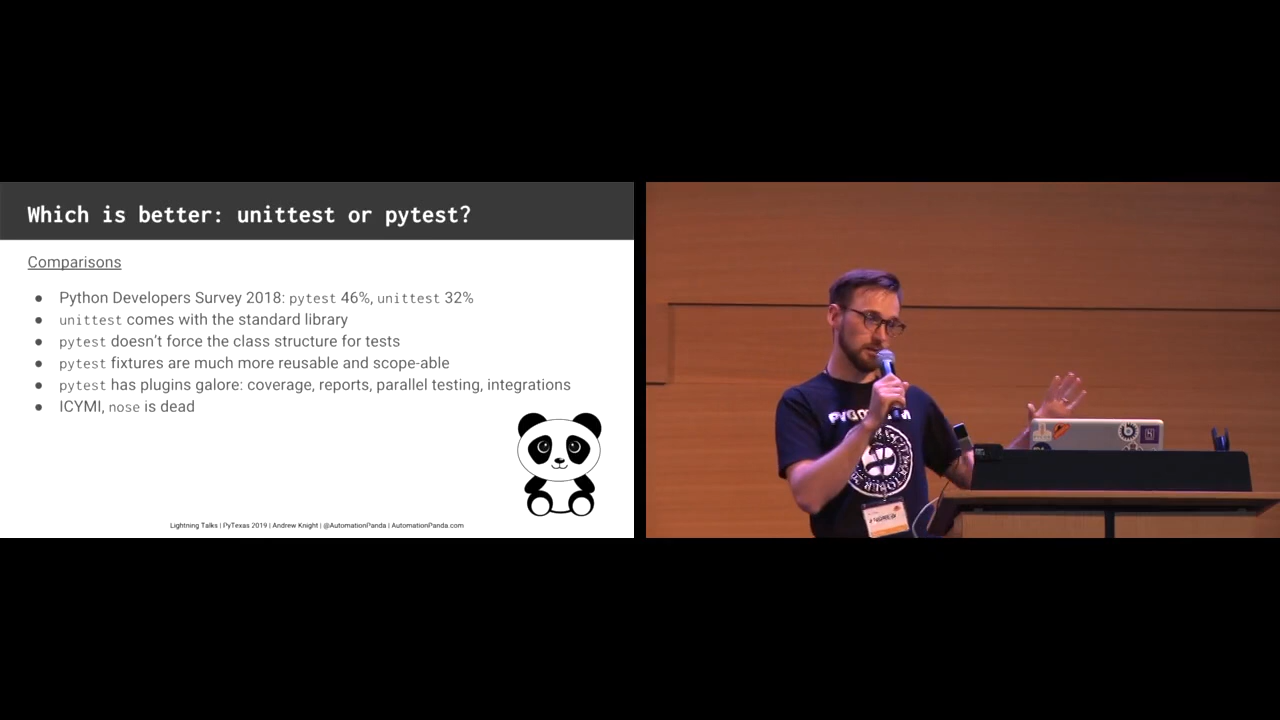 Which is better: unittest or pytest?
Comparisons
● Python Developers Survey 2018: pytest 46%, unittest 32%
● unittest comes with the standard library
● pytest doesn't force the class structure for tests
● pytest fixtures are much more reusable and scope-able
● pytest has plugins galore: coverage, reports, parallel testing, integrations
● ICYMI, nose is dead
Lightning Talks | PyTexas 2019 | Andrew Knight | @AutomationPanda | AutomationPanda.com